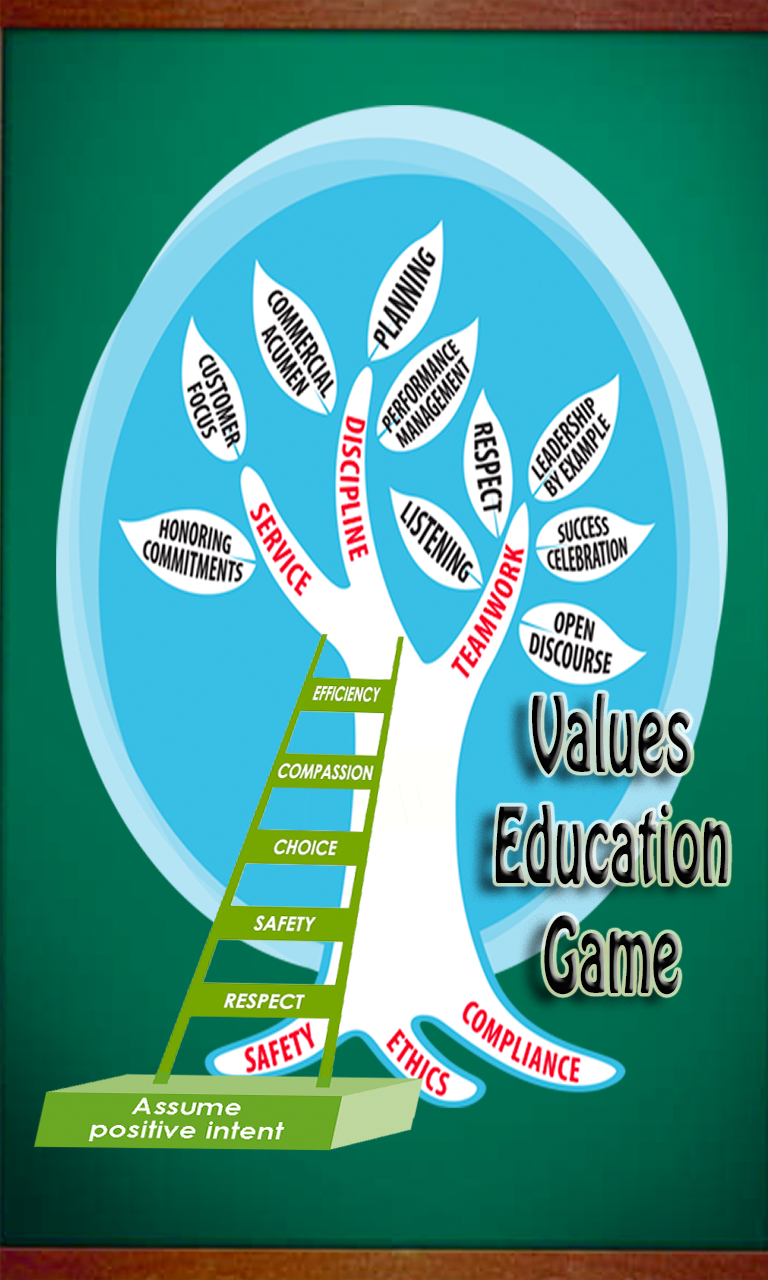 PLANNING
COMMERCIAL
ACUMEN
CUSTOMER
FOCUS
PERFORMANCE
MANAGEMENT
RESPECT
LEADERSHIP
BY EXAMPLE
HONORING
COMMITMENTS
SERVICE
DISCIPLINE
LISTENING
TEAMWORK
SUCCESS
CELEBRATION
OPEN
DISCOURSE
EFFICIENCY
COMPASSION
CHOICE
SAFETY
RESPECT
Values
Education
Game
SAFETY
ETHICS
COMPLIANCE
Assume
positive intent